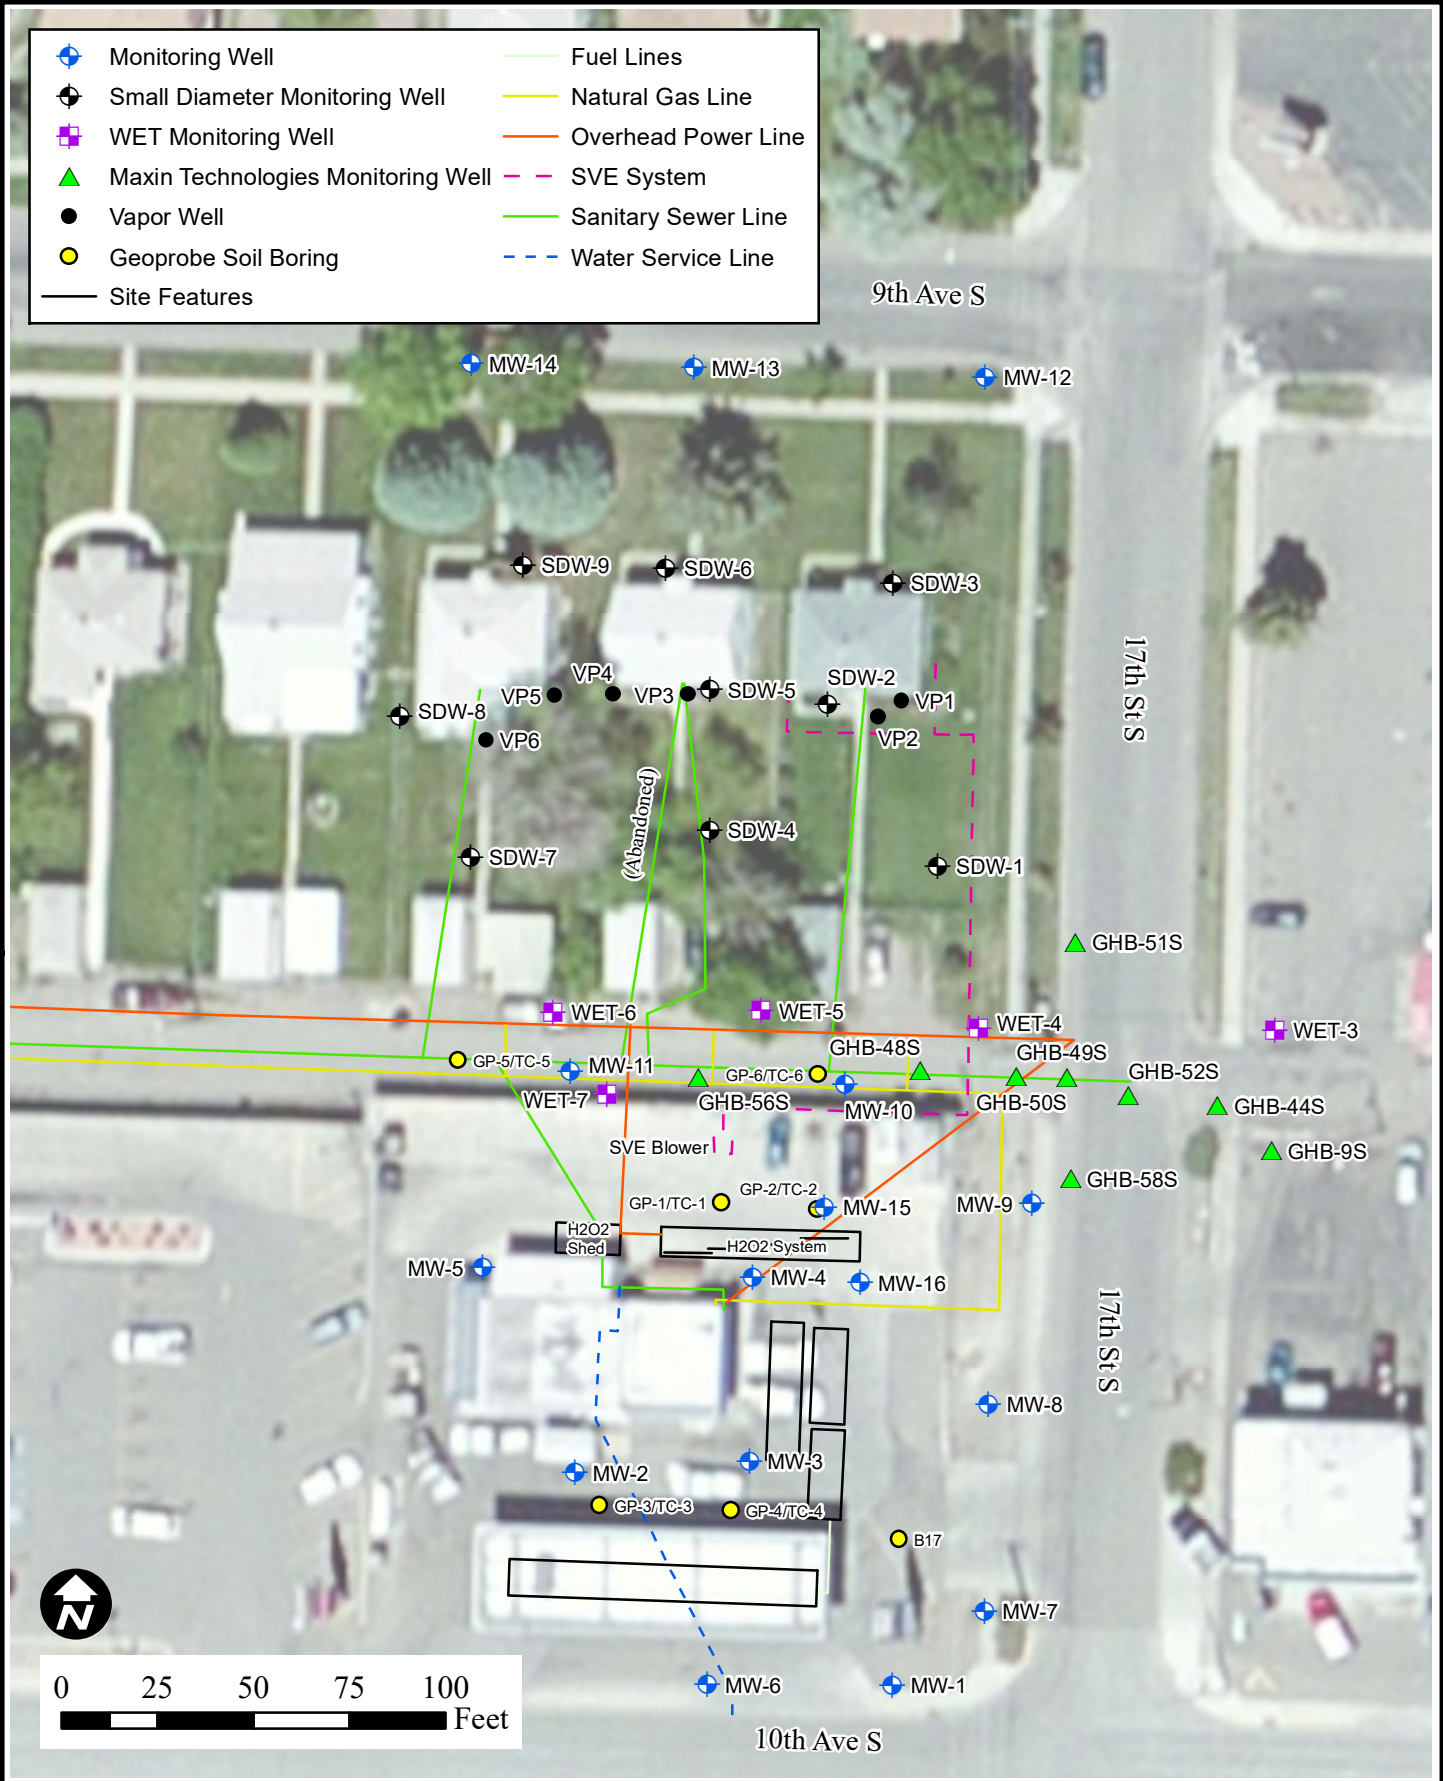 Monitoring Well
Small Diameter Monitoring Well
WET Monitoring Well
Maxin Technologies Monitoring Well
Vapor Well
Geoprobe Soil Boring
Site Features
Fuel Lines
Natural Gas Line
Overhead Power Line
SVE System
Sanitary Sewer Line
Water Service Line
9th Ave S
MW-14
MW-13
MW-12
SDW-9
SDW-6
SDW-3
17th St S
VP4
VP5
VP3
SDW-5
SDW-2
VP1
SDW-8
VP6
VP2
(Abandoned)
SDW-4
SDW-7
SDW-1
GHB-51S
WET-6
WET-5
WET-4
WET-3
GHB-48S
GHB-49S
GP-5/TC-5
MW-11
GP-6/TC-6
GHB-52S
WET-7
GHB-56S
MW-10
GHB-50S
GHB-44S
SVE Blower
GHB-9S
GHB-58S
GP-2/TC-2
GP-1/TC-1
MW-15
MW-9
H2O2
Shed
H2O2 System
MW-5
MW-4
MW-16
17th St S
MW-8
MW-3
MW-2
GP-3/TC-3
GP-4/TC-4
B17
N
MW-7
MW-6
MW-1
0 25 50 75 100
Feet
10th Ave S